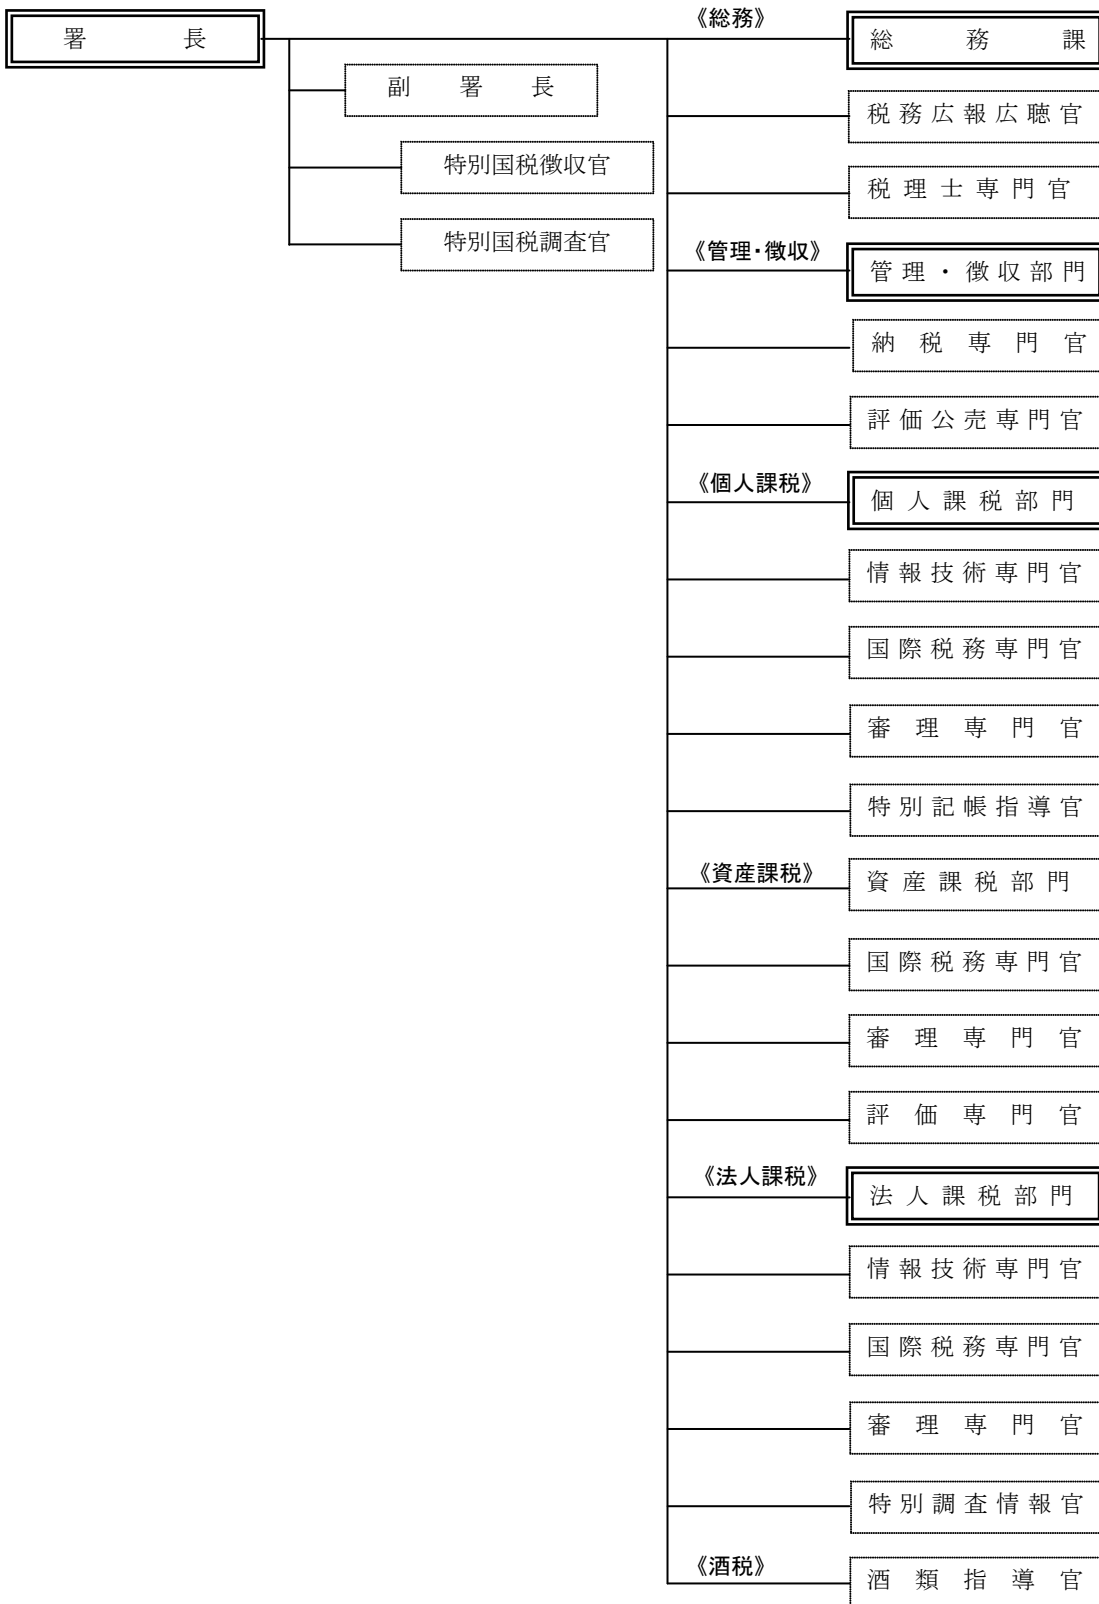 署長
副署長
特別国税徴収官
特別国税調査官
《総務》
総務課
税務広報広聴官
税理士専門官
《管理・徴収》
管理・徴収部門
納税専門官
評価公売専門官
《個人課税》
個人課税部門
情報技術専門官
国際税務専門官
審理専門官
特別記帳指導官
《資産課税》
資産課税部門
国際税務専門官
審理専門官
評価専門官
《法人課税》
法人課税部門
情報技術専門官
国際税務専門官
審理専門官
特別調査情報官
《酒税》
酒類指導官